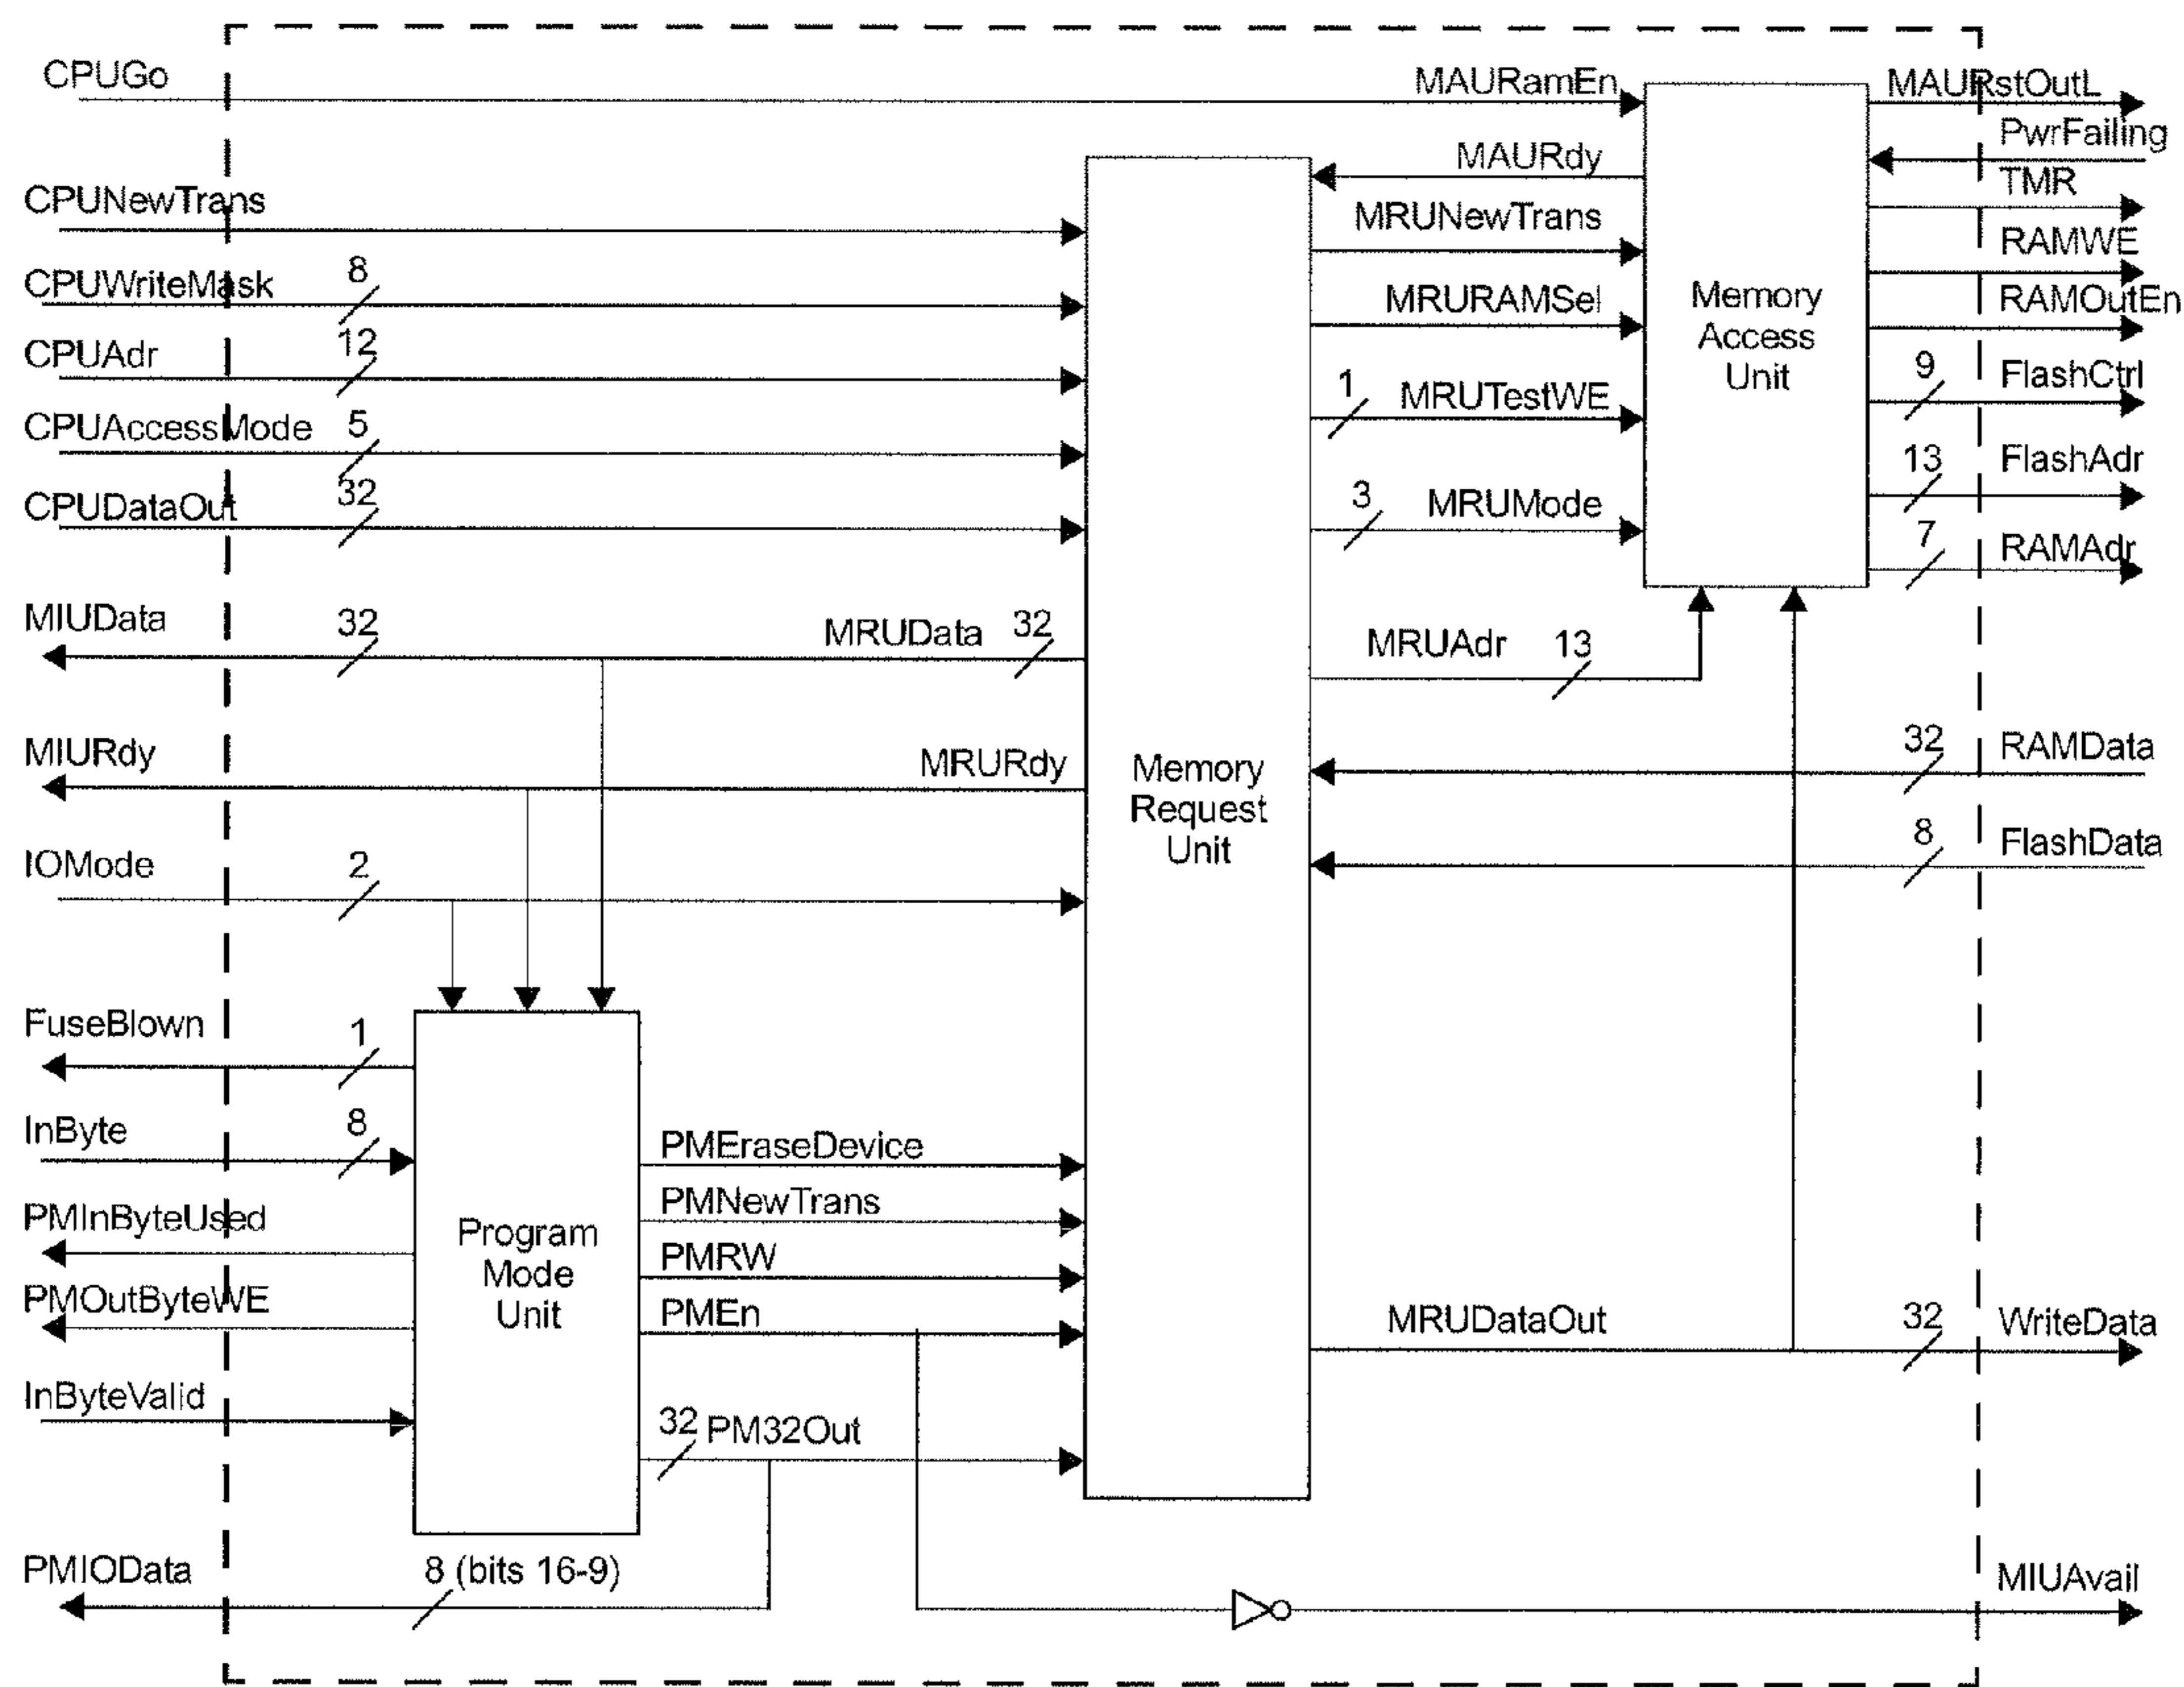 CPUGo
MAURamEn
MAURstOutL
PwrFailing
MAURdy
TMR
CPUNewTrans
MRUNewTrans
RAMWE
CPUWriteMask
8
MRURAMSel
RAMOutEn
Memory
Access
Unit
CPUAdr
12
1
MRUTestWE
9
FlashCtrl
CPUAccessMode
5
13
FlashAdr
CPUDataOut
32
3
MRUMode
7
RAMAdr
MIUData
32
MRUData
32
MRUAdr
13
MIURdy
MRURdy
32
RAMData
Memory
Request
Unit
IOMode
2
8
FlashData
FuseBlown
1
InByte
8
PMEraseDevice
PMInByteUsed
PMNewTrans
Program
Mode
Unit
PMRW
PMOutByteWE
PMEn
MRUDataOut
32
WriteData
InByteValid
32
PM32Out
PMIOData
8 (bits 16-9)
MIUAvail